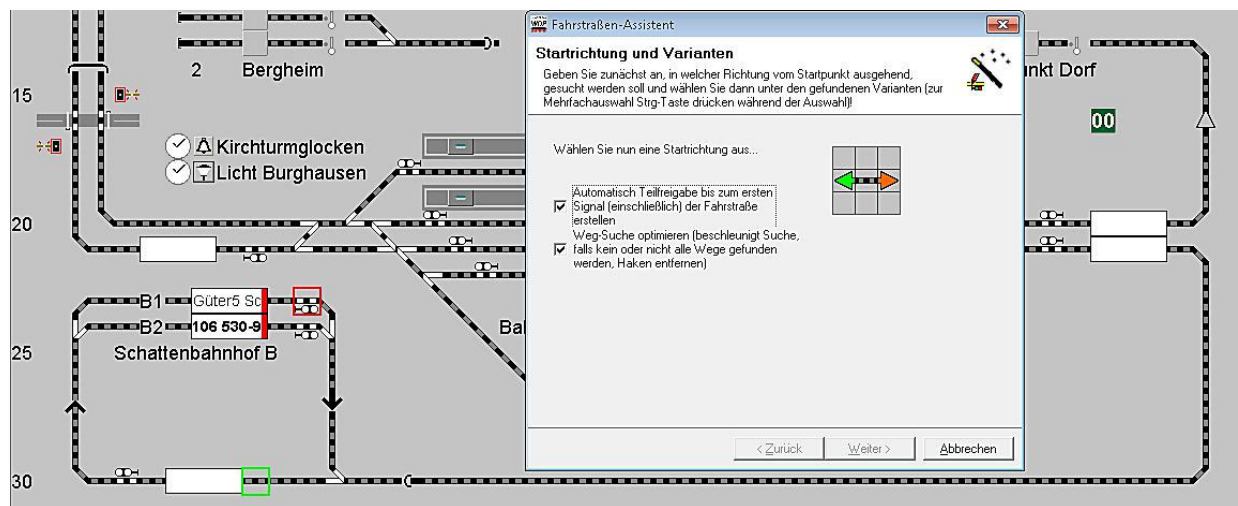 Fahrstraßen-Assistent
Startrichtung und Varianten
Geben Sie zunächst an, in welcher Richtung vom Startpunkt ausgehend,
gesucht werden soll und wählen Sie dann unter den gefundenen Varianten (zur
Mehrfachauswahl Strg-Taste drücken während der Auswahl)!
Wählen Sie nun eine Startrichtung aus...
Automatisch Teilfreigabe bis zum ersten
Signal (einschließlich) der Fahrstraße
erstellen
Weg-Suche optimieren (beschleunigt Suche,
falls kein oder nicht alle Wege gefunden
werden, Haken entfernen)
< Zurück
Weiter >
Abbrechen
2 Bergheim
nkt Dorf
15
00
Kirchturmglocken
Licht Burghausen
20
B1 Güter5 Sc
B2 106 530-9
Bal
25
Schattenbahnhof B
30